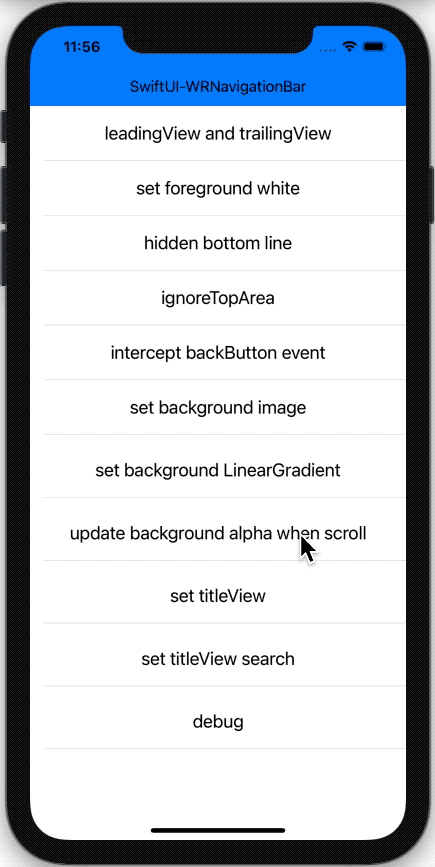 11:56
SwiftUI-WRNavigationBar
leadingView and trailingView
set foreground white
hidden bottom line
ignoreTopArea
intercept backButton event
set background image
set background LinearGradient
update background alpha when scroll
set titleView
set titleView search
debug